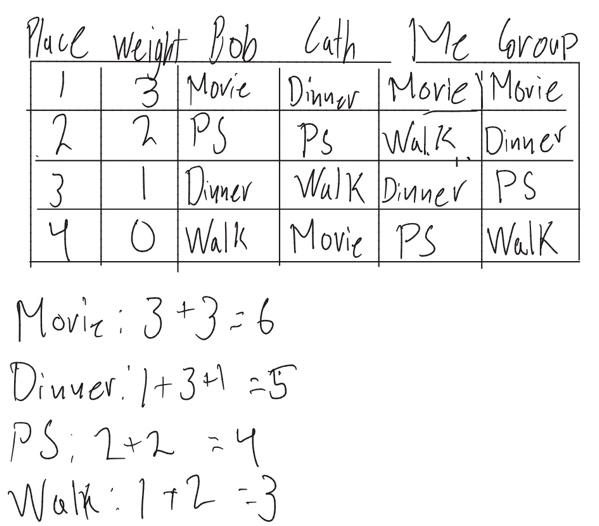 Place Weight Bob Cath Me Group
1 3 Movie Dinner Movie Movie
2 2 PS PS Walk Dinner
3 1 Dinner Walk Dinner PS
4 0 Walk Movie PS Walk
Movie: 3+3=6
Dinner: 1+3+1=5
PS: 2+2=4
Walk: 1+2=3